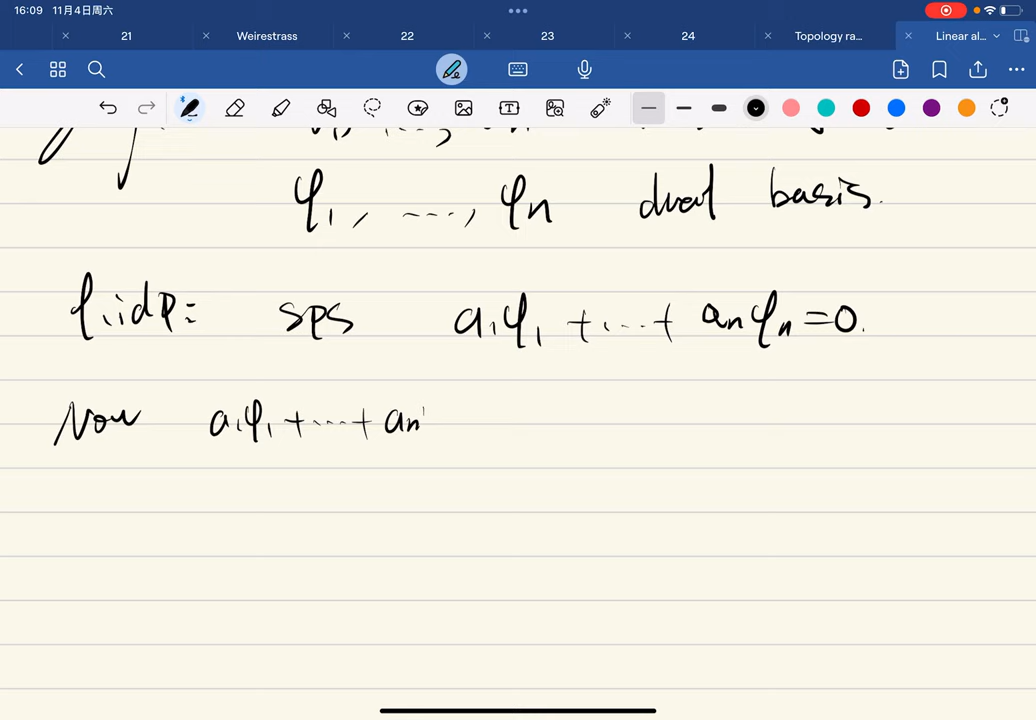 16:09 11月4日周六
21 Weirestrass 22 23 24 Topology ra... Linear al...
φ₁, ..., φn dual basis.
l.idp: sps a₁φ₁ + ... + anφn = 0.
Now a₁φ₁ + ... + an